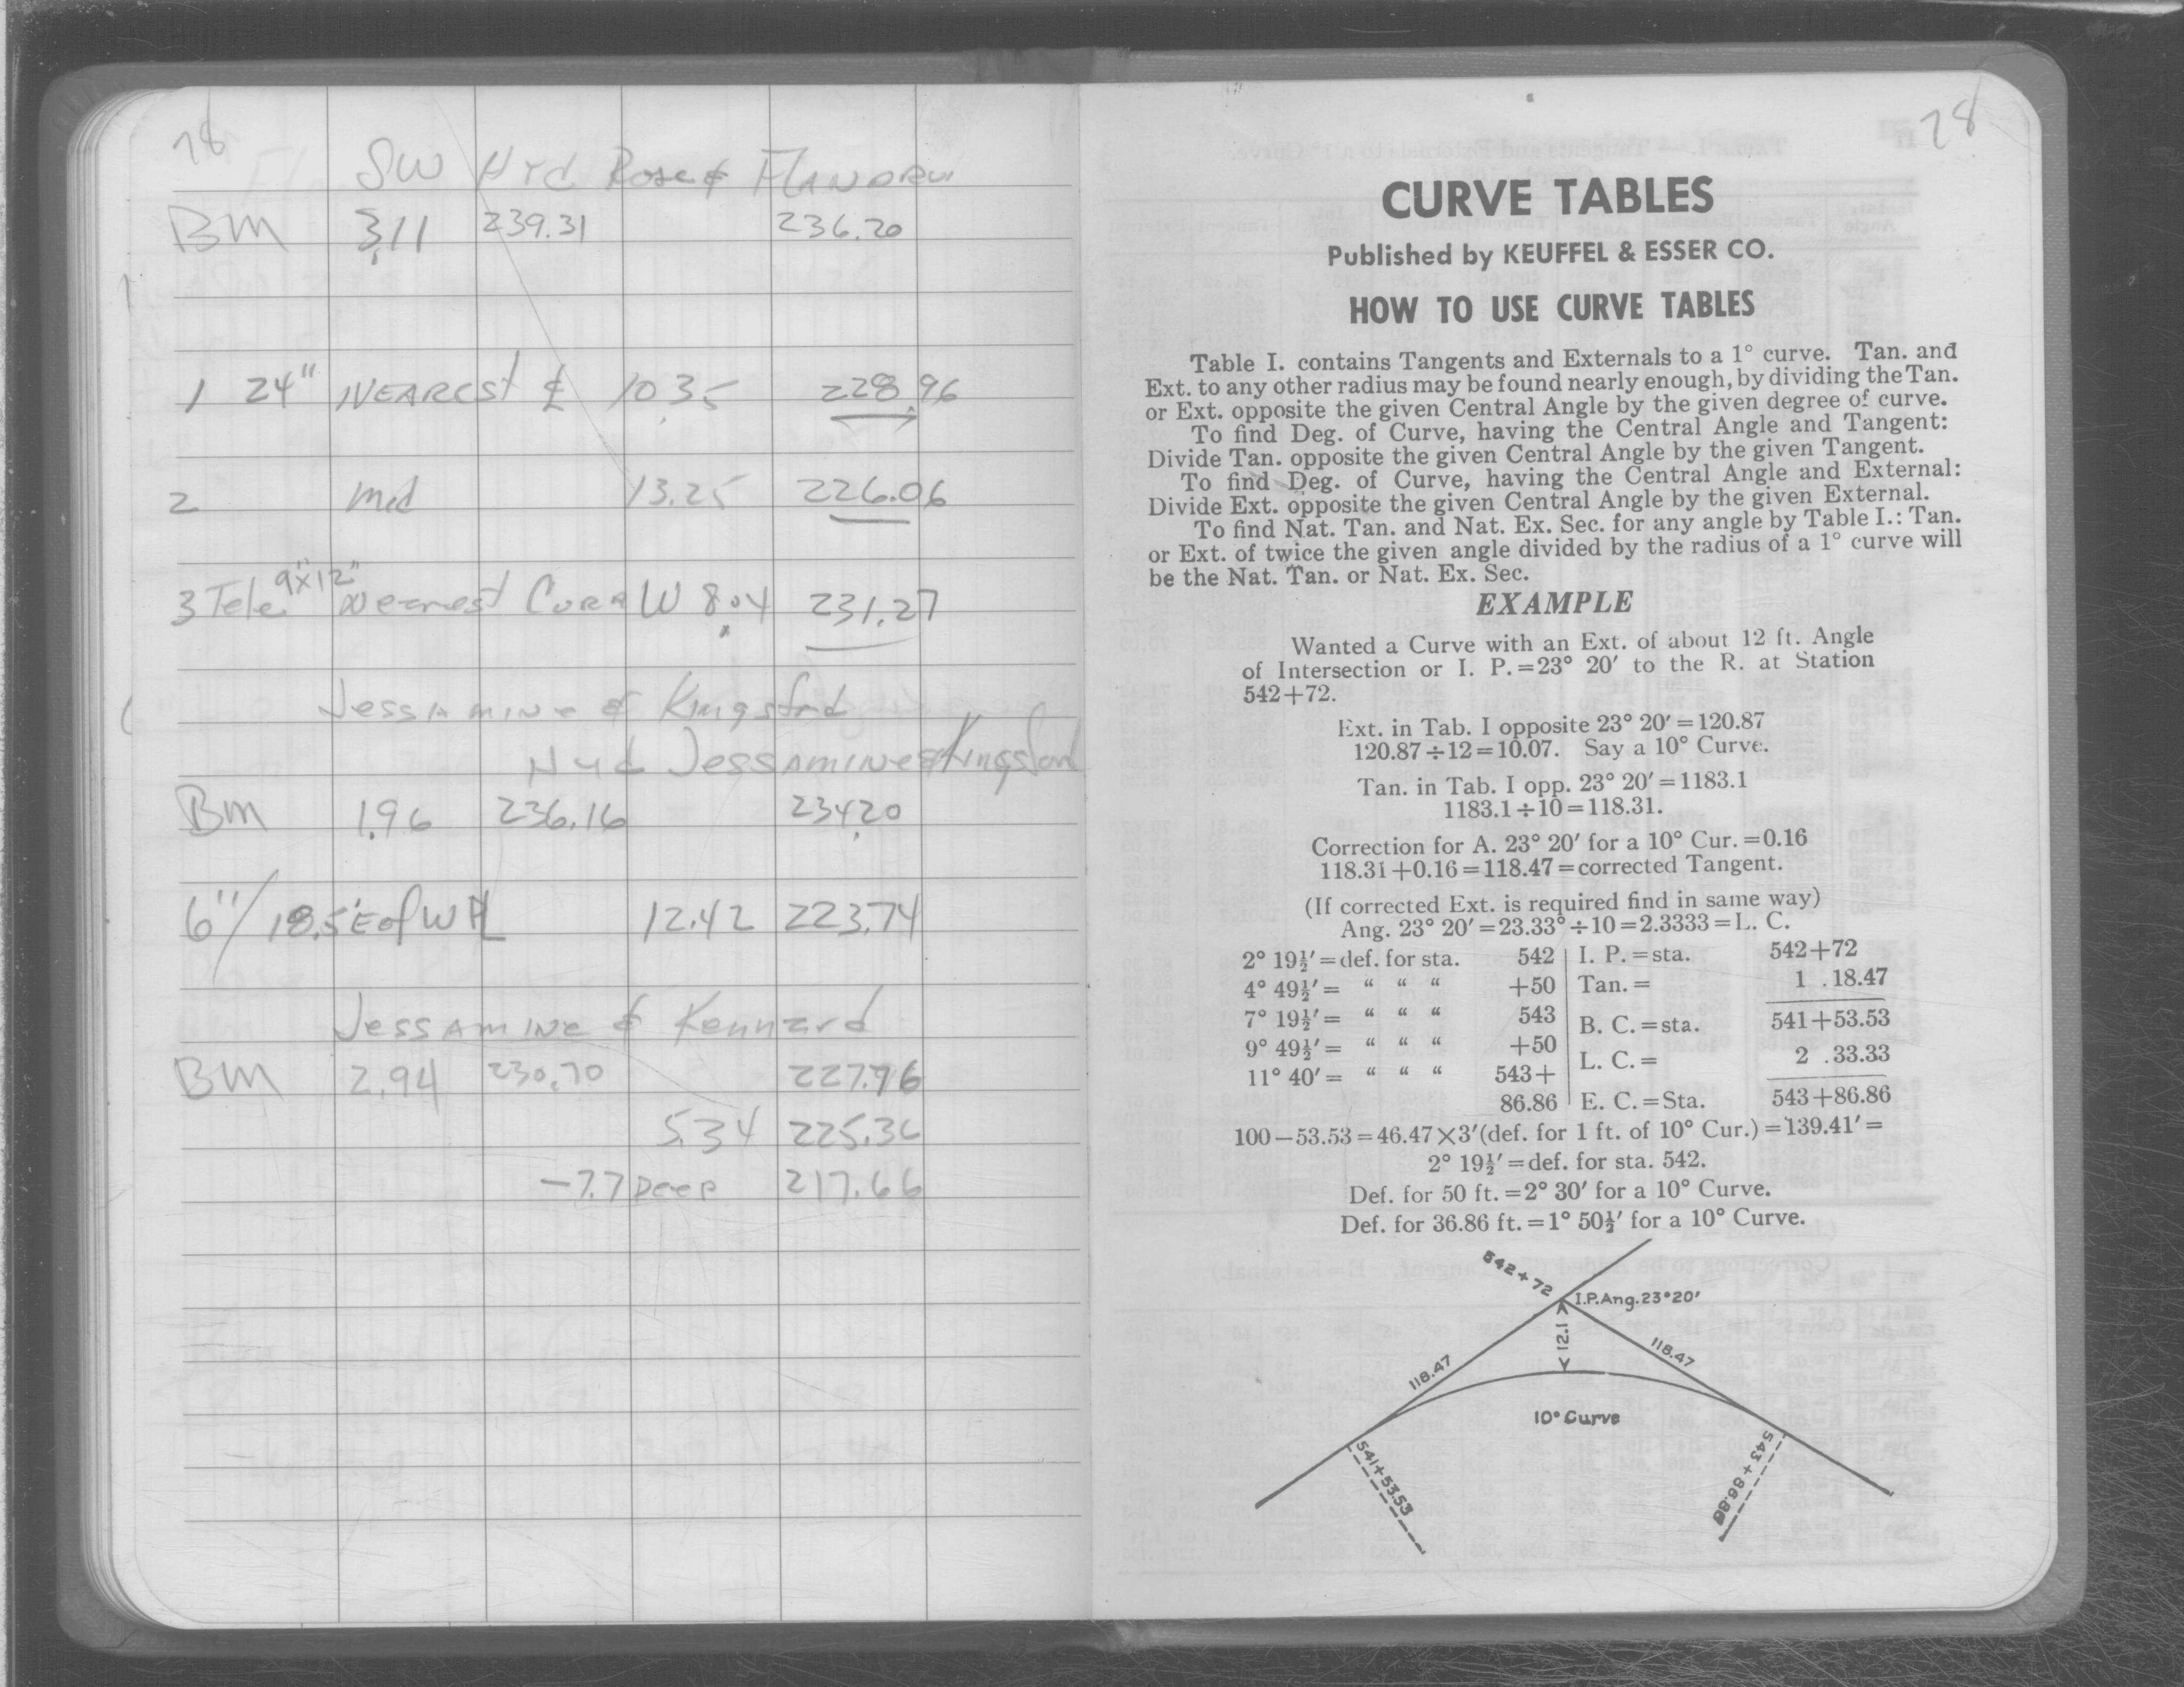 78
SW Hyd Rose & Flanorw
BM 3.11 239.31 236.20
1 24" NEAREST ₤ 10.35 228.96
2 mid 13.25 226.06
3 Tele 9"x12" Nearest Curb W 8.04 231.27
Jessamine & Kingsford
Hyd Jessamine & Kingsford
BM 1.96 236.16 234.20
6"/ 18.5'E of W PL 12.42 223.74
Jessamine & Kennard
BM 2.94 230.70 227.76
5.34 225.36
-7.7 Deep 217.66
78
CURVE TABLES
Published by KEUFFEL & ESSER CO.
HOW TO USE CURVE TABLES
Table I. contains Tangents and Externals to a 1° curve. Tan. and
Ext. to any other radius may be found nearly enough, by dividing the Tan.
or Ext. opposite the given Central Angle by the given degree of curve.
To find Deg. of Curve, having the Central Angle and Tangent:
Divide Tan. opposite the given Central Angle by the given Tangent.
To find Deg. of Curve, having the Central Angle and External:
Divide Ext. opposite the given Central Angle by the given External.
To find Nat. Tan. and Nat. Ex. Sec. for any angle by Table I.: Tan.
or Ext. of twice the given angle divided by the radius of a 1° curve will
be the Nat. Tan. or Nat. Ex. Sec.
EXAMPLE
Wanted a Curve with an Ext. of about 12 ft. Angle
of Intersection or I. P.=23° 20′ to the R. at Station
542+72.
Ext. in Tab. I opposite 23° 20′=120.87
120.87÷12=10.07. Say a 10° Curve.
Tan. in Tab. I opp. 23° 20′=1183.1
1183.1÷10=118.31.
Correction for A. 23° 20′ for a 10° Cur.=0.16
118.31+0.16=118.47=corrected Tangent.
(If corrected Ext. is required find in same way)
Ang. 23° 20′=23.33°÷10=2.3333=L. C.
2° 19½′=def. for sta. 542 I. P.=sta. 542+72
4° 49½′= “ “ “ +50 Tan.= 1 .18.47
7° 19½′= “ “ “ 543 B. C.=sta. 541+53.53
9° 49½′= “ “ “ +50 L. C.= 2 .33.33
11° 40′= “ “ “ 543+
86.86 E. C.=Sta. 543+86.86
100−53.53=46.47×3′(def. for 1 ft. of 10° Cur.)=139.41′=
2° 19½′=def. for sta. 542.
Def. for 50 ft.=2° 30′ for a 10° Curve.
Def. for 36.86 ft.=1° 50½′ for a 10° Curve.
542+72
I.P.Ang.23°20′
12.1
118.47
118.47
10° Curve
541+53.53
543+86.86